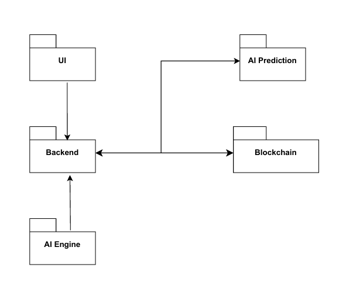 UI
AI Prediction
Backend
Blockchain
AI Engine